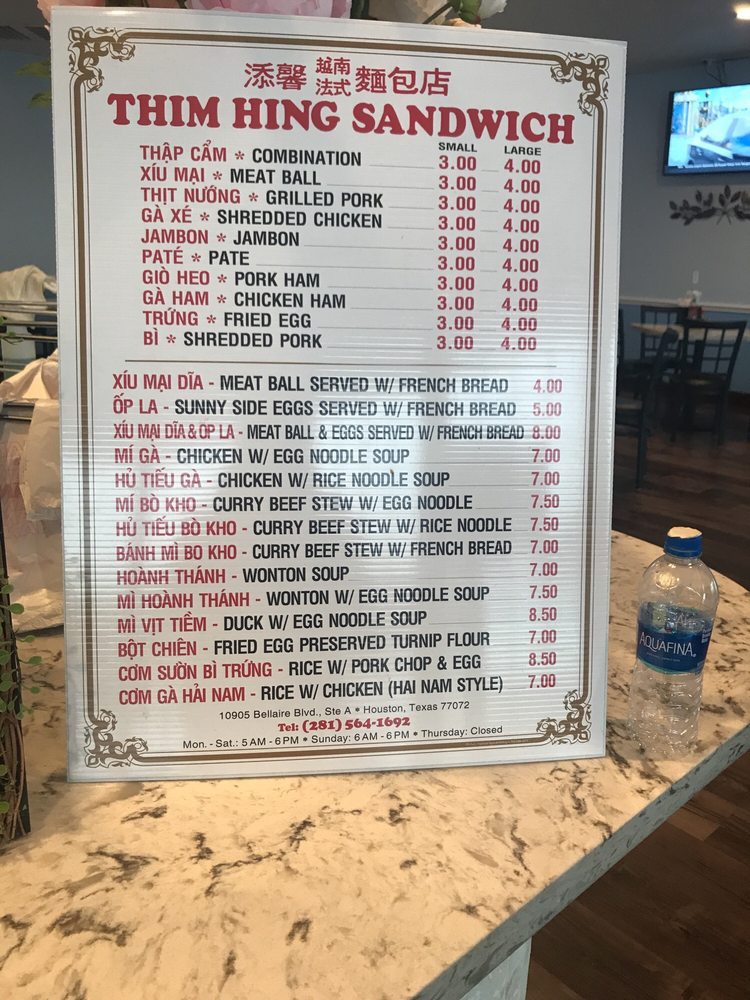 添馨 越南法式 麵包店
THIM HING SANDWICH
SMALL LARGE
THẬP CẨM * COMBINATION 3.00 4.00
XÍU MẠI * MEAT BALL 3.00 4.00
THỊT NƯỚNG * GRILLED PORK 3.00 4.00
GÀ XÉ * SHREDDED CHICKEN 3.00 4.00
JAMBON * JAMBON 3.00 4.00
PATÉ * PATE 3.00 4.00
GIÒ HEO * PORK HAM 3.00 4.00
GÀ HAM * CHICKEN HAM 3.00 4.00
TRỨNG * FRIED EGG 3.00 4.00
BÌ * SHREDDED PORK 3.00 4.00
XÍU MẠI DĨA - MEAT BALL SERVED W/ FRENCH BREAD 4.00
ỐP LA - SUNNY SIDE EGGS SERVED W/ FRENCH BREAD 5.00
XÍU MẠI DĨA & ỐP LA - MEAT BALL & EGGS SERVED W/ FRENCH BREAD 8.00
MÍ GÀ - CHICKEN W/ EGG NOODLE SOUP 7.00
HỦ TIẾU GÀ - CHICKEN W/ RICE NOODLE SOUP 7.00
MÍ BÒ KHO - CURRY BEEF STEW W/ EGG NOODLE 7.50
HỦ TIẾU BÒ KHO - CURRY BEEF STEW W/ RICE NOODLE 7.50
BÁNH MÌ BO KHO - CURRY BEEF STEW W/ FRENCH BREAD 7.00
HOÀNH THÁNH - WONTON SOUP 7.00
MÌ HOÀNH THÁNH - WONTON W/ EGG NOODLE SOUP 7.50
MÌ VỊT TIỀM - DUCK W/ EGG NOODLE SOUP 8.50
BỘT CHIÊN - FRIED EGG PRESERVED TURNIP FLOUR 7.00
CƠM SƯỜN BÌ TRỨNG - RICE W/ PORK CHOP & EGG 8.50
CƠM GÀ HẢI NAM - RICE W/ CHICKEN (HAI NAM STYLE) 7.00
10905 Bellaire Blvd., Ste A * Houston, Texas 77072
Tel: (281) 564-1692
Mon. - Sat.: 5 AM - 6 PM * Sunday: 6 AM - 6 PM * Thursday: Closed
AQUAFINA